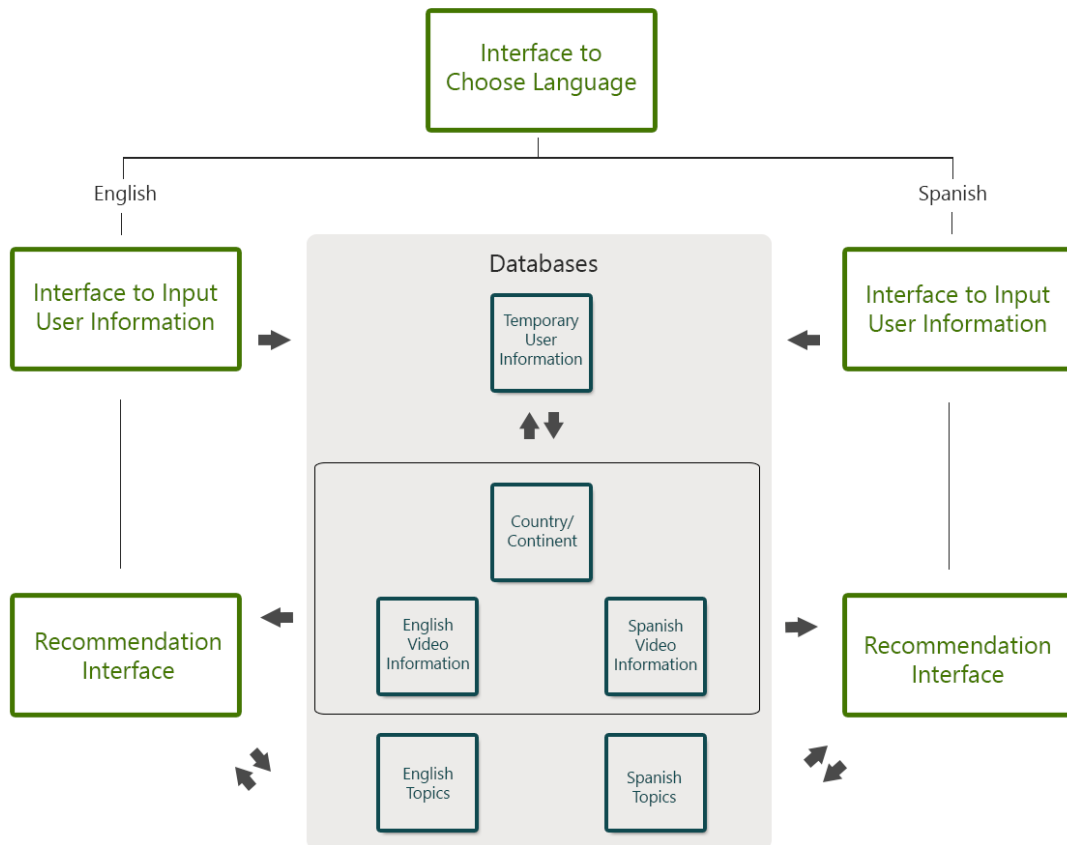 Interface to
Choose Language
English
Spanish
Interface to Input
User Information
Databases
Interface to Input
User Information
Temporary
User
Information
Country/
Continent
Recommendation
Interface
English
Video
Information
Spanish
Video
Information
Recommendation
Interface
English
Topics
Spanish
Topics